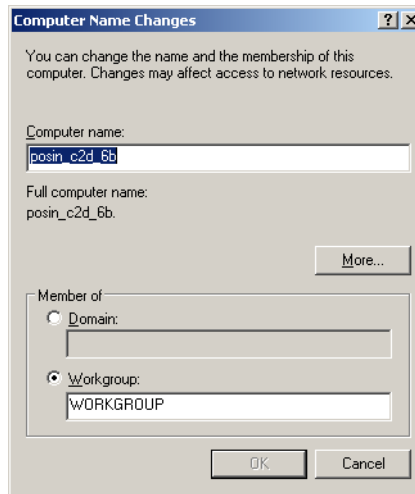 Computer Name Changes
You can change the name and the membership of this
computer. Changes may affect access to network resources.
Computer name:
posin_c2d_6b
Full computer name:
posin_c2d_6b.
More...
Member of
Domain:
Workgroup:
WORKGROUP
OK Cancel